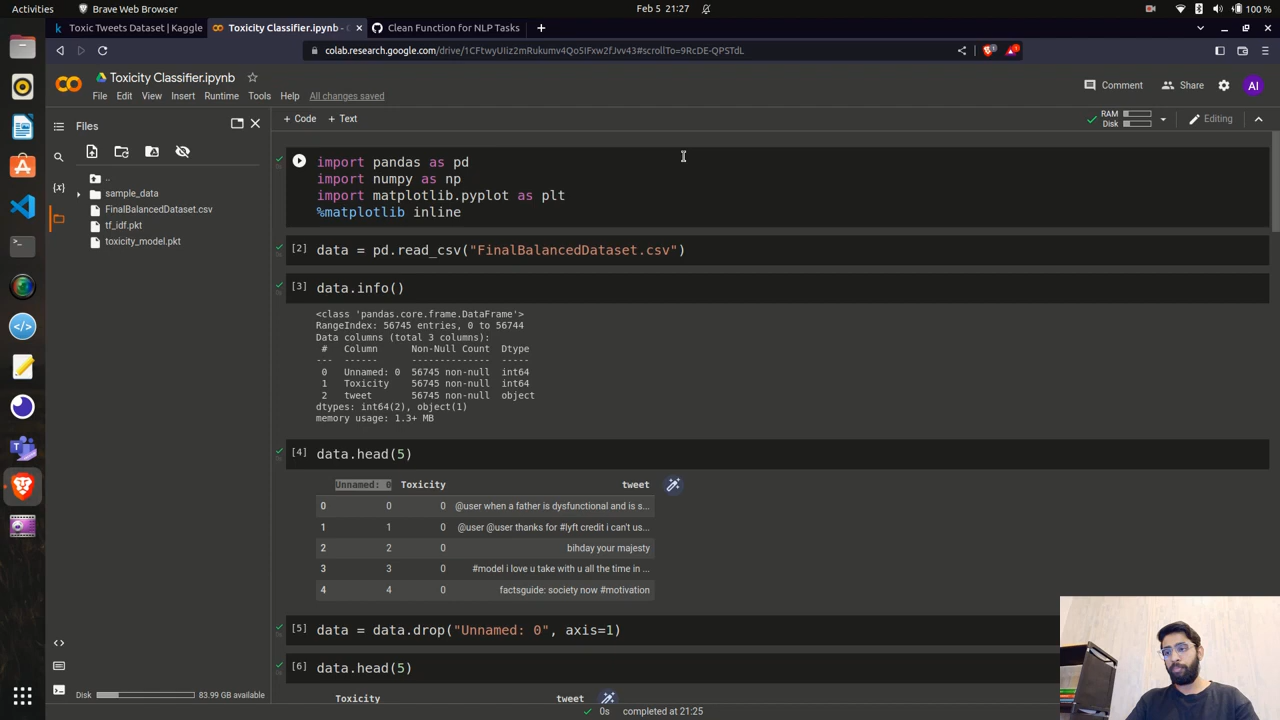 Activities
Brave Web Browser
Feb 5 21:27
100 %
Toxic Tweets Dataset | Kaggle
Toxicity Classifier.ipynb -
Clean Function for NLP Tasks
colab.research.google.com/drive/1CFtwyUIiz2mRukumv4Qo5IFxw2fJvv43#scrollTo=9RcDE-QPSTdL
Toxicity Classifier.ipynb
Comment
Share
AI
File Edit View Insert Runtime Tools Help All changes saved
Files
+ Code + Text
RAM
Disk
Editing
..
sample_data
FinalBalancedDataset.csv
tf_idf.pkt
toxicity_model.pkt
import pandas as pd
import numpy as np
import matplotlib.pyplot as plt
%matplotlib inline
[2] data = pd.read_csv("FinalBalancedDataset.csv")
[3] data.info()
<class 'pandas.core.frame.DataFrame'>
RangeIndex: 56745 entries, 0 to 56744
Data columns (total 3 columns):
# Column Non-Null Count Dtype
--- ------ -------------- -----
0 Unnamed: 0 56745 non-null int64
1 Toxicity 56745 non-null int64
2 tweet 56745 non-null object
dtypes: int64(2), object(1)
memory usage: 1.3+ MB
[4] data.head(5)
Unnamed: 0 Toxicity tweet
0 0 0 @user when a father is dysfunctional and is s...
1 1 0 @user @user thanks for #lyft credit i can't us...
2 2 0 bihday your majesty
3 3 0 #model i love u take with u all the time in ...
4 4 0 factsguide: society now #motivation
[5] data = data.drop("Unnamed: 0", axis=1)
[6] data.head(5)
Toxicity tweet
Disk 83.99 GB available
0s completed at 21:25